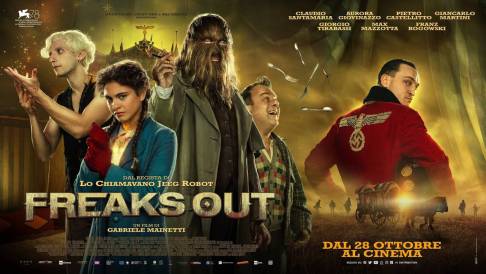 78
CLAUDIO
SANTAMARIA
AURORA
GIOVINAZZO
PIETRO
CASTELLITTO
GIANCARLO
MARTINI
GIORGIO
TIRABASSI
MAX
MAZZOTTA
FRANZ
ROGOWSKI
DAL REGISTA DI
LO CHIAMAVANO JEEG ROBOT
FREAKS OUT
UN FILM DI
GABRIELE MAINETTI
DAL 28 OTTOBRE
AL CINEMA